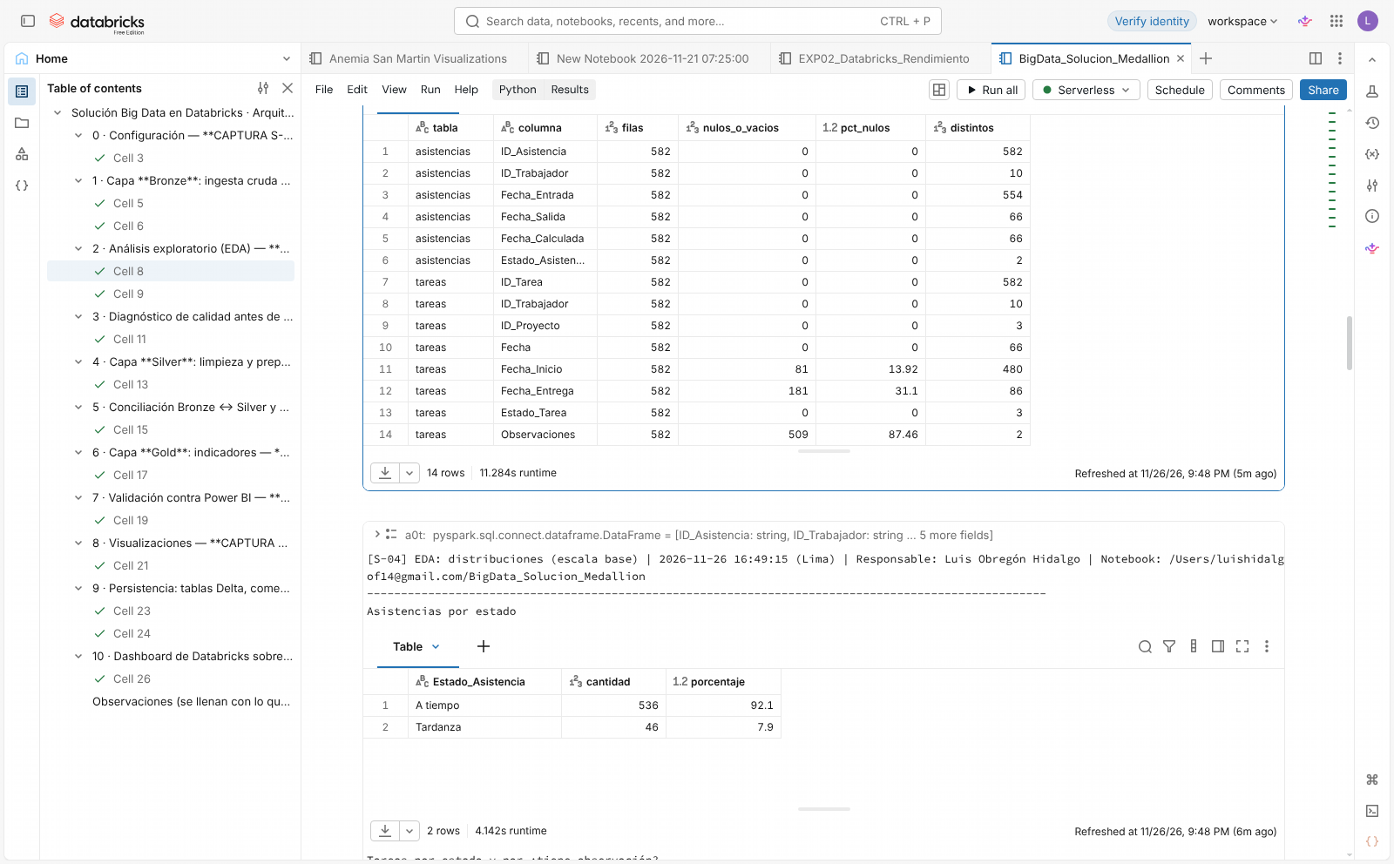 databricks
Free Edition
Search data, notebooks, recents, and more...
CTRL + P
Verify identity
workspace
L
Home
Anemia San Martin Visualizations
New Notebook 2026-11-21 07:25:00
EXP02_Databricks_Rendimiento
BigData_Solucion_Medallion
Table of contents
File Edit View Run Help Python Results
Run all
Serverless
Schedule
Comments
Share
Solución Big Data en Databricks · Arquit...
0 · Configuración — **CAPTURA S-...
Cell 3
1 · Capa **Bronze**: ingesta cruda ...
Cell 5
Cell 6
2 · Análisis exploratorio (EDA) — **...
Cell 8
Cell 9
3 · Diagnóstico de calidad antes de ...
Cell 11
4 · Capa **Silver**: limpieza y prep...
Cell 13
5 · Conciliación Bronze ↔ Silver y ...
Cell 15
6 · Capa **Gold**: indicadores — *...
Cell 17
7 · Validación contra Power BI — **...
Cell 19
8 · Visualizaciones — **CAPTURA ...
Cell 21
9 · Persistencia: tablas Delta, come...
Cell 23
Cell 24
10 · Dashboard de Databricks sobre...
Cell 26
Observaciones (se llenan con lo qu...
tabla columna filas nulos_o_vacios 1.2 pct_nulos distintos
1 asistencias ID_Asistencia 582 0 0 582
2 asistencias ID_Trabajador 582 0 0 10
3 asistencias Fecha_Entrada 582 0 0 554
4 asistencias Fecha_Salida 582 0 0 66
5 asistencias Fecha_Calculada 582 0 0 66
6 asistencias Estado_Asisten... 582 0 0 2
7 tareas ID_Tarea 582 0 0 582
8 tareas ID_Trabajador 582 0 0 10
9 tareas ID_Proyecto 582 0 0 3
10 tareas Fecha 582 0 0 66
11 tareas Fecha_Inicio 582 81 13.92 480
12 tareas Fecha_Entrega 582 181 31.1 86
13 tareas Estado_Tarea 582 0 0 3
14 tareas Observaciones 582 509 87.46 2
14 rows 11.284s runtime
Refreshed at 11/26/26, 9:48 PM (5m ago)
a0t: pyspark.sql.connect.dataframe.DataFrame = [ID_Asistencia: string, ID_Trabajador: string ... 5 more fields]
[S-04] EDA: distribuciones (escala base) | 2026-11-26 16:49:15 (Lima) | Responsable: Luis Obregón Hidalgo | Notebook: /Users/luishidalg
of14@gmail.com/BigData_Solucion_Medallion
----------------------------------------------------------------------------------------------------
Asistencias por estado
Table
Estado_Asistencia cantidad 1.2 porcentaje
1 A tiempo 536 92.1
2 Tardanza 46 7.9
2 rows 4.142s runtime
Refreshed at 11/26/26, 9:48 PM (6m ago)